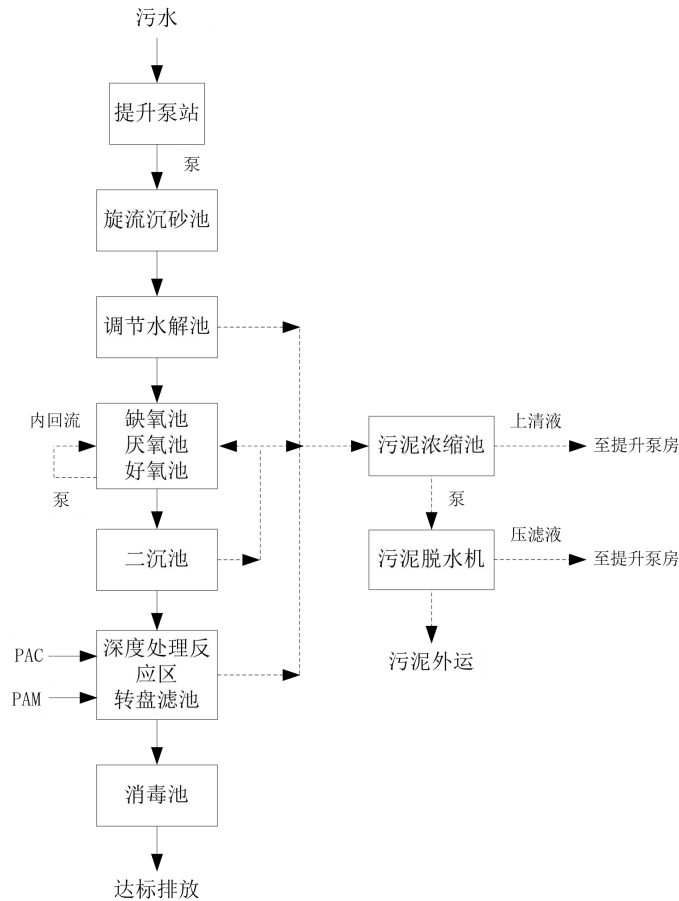 污水
提升泵站
泵
旋流沉砂池
调节水解池
内回流
泵
缺氧池
厌氧池
好氧池
二沉池
PAC
PAM
深度处理反
应区
转盘滤池
消毒池
达标排放
污泥浓缩池
上清液
至提升泵房
泵
污泥脱水机
压滤液
至提升泵房
污泥外运